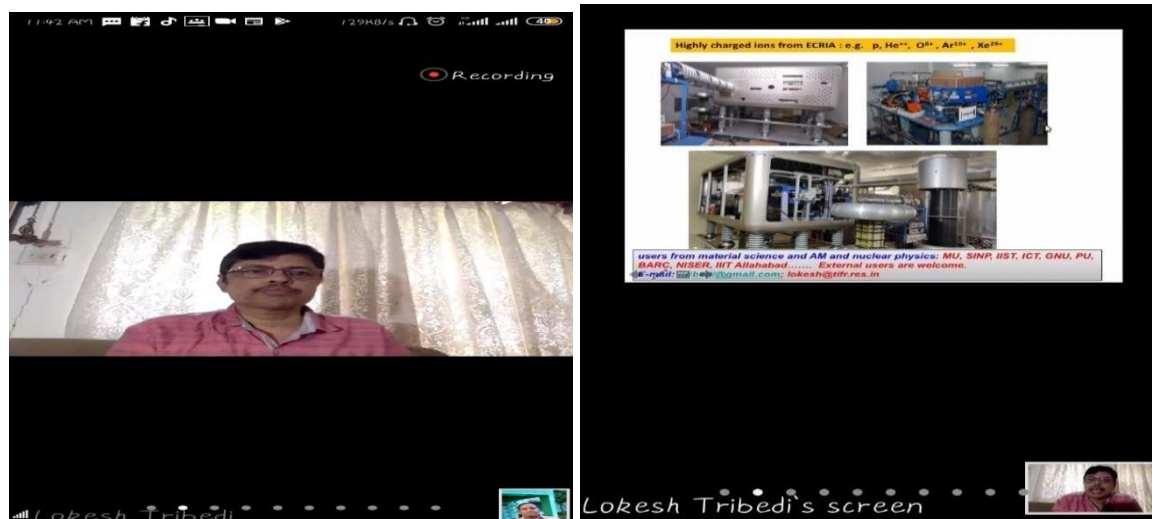 11:42 AM
129KB/s
40
Recording
Lokesh Tribedi
Highly charged ions from ECRIA : e.g. p, He⁺⁺, O⁸⁺, Ar¹⁰⁺, Xe²⁹⁺
users from material science and AM and nuclear physics: MU, SINP, IIST, ICT, GNU, PU,
BARC, NISER, IIIT Allahabad....... External users are welcome.
E-mail: @gmail.com; lokesh@tifr.res.in
Lokesh Tribedi`s screen